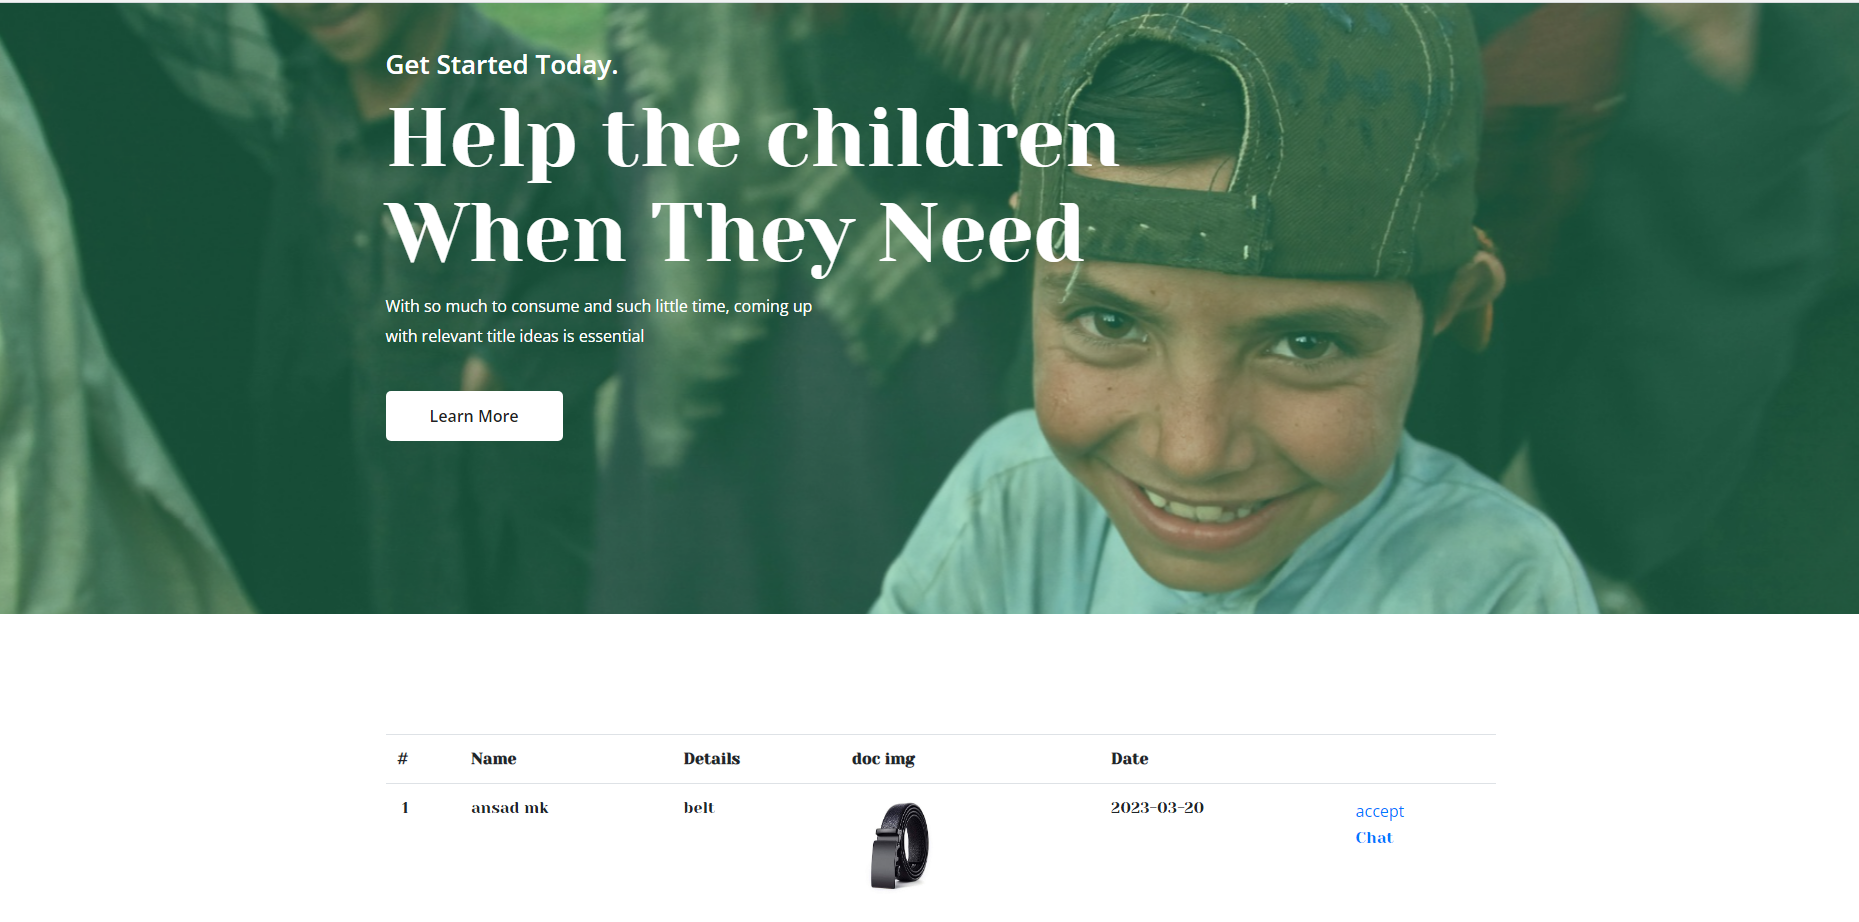 Get Started Today.
Help the children
When They Need
With so much to consume and such little time, coming up
with relevant title ideas is essential
Learn More
# Name Details doc img Date
1 ansad mk belt 2023-03-20 accept
Chat